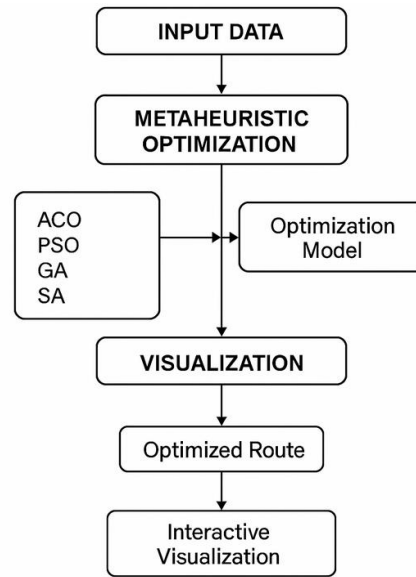 INPUT DATA
METAHEURISTIC
OPTIMIZATION
ACO
PSO
GA
SA
Optimization
Model
VISUALIZATION
Optimized Route
Interactive
Visualization